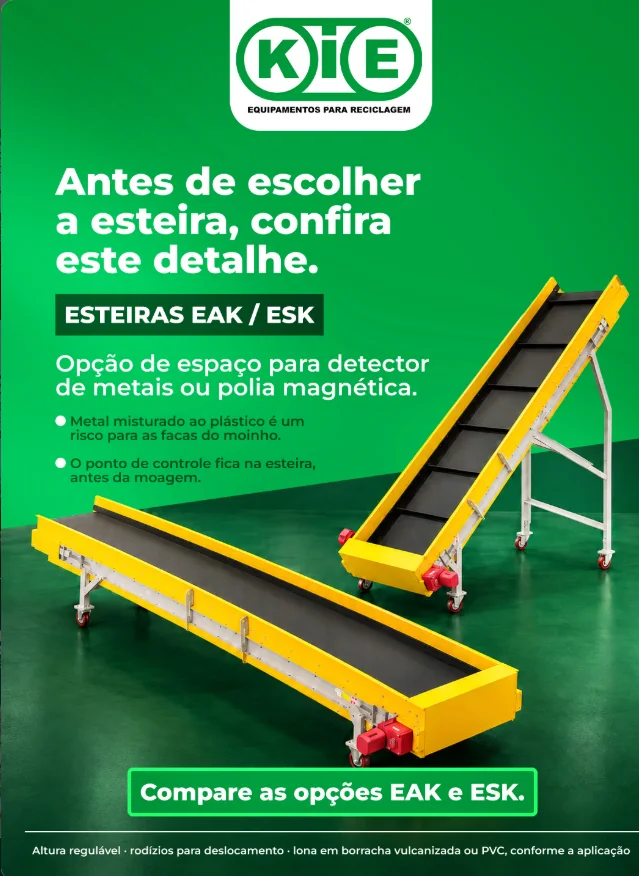 KiE®
EQUIPAMENTOS PARA RECICLAGEM
Antes de escolher
a esteira, confira
este detalhe.
ESTEIRAS EAK / ESK
Opção de espaço para detector
de metais ou polia magnética.
Metal misturado ao plástico é um
risco para as facas do moinho.
O ponto de controle fica na esteira,
antes da moagem.
Compare as opções EAK e ESK.
Altura regulável · rodízios para deslocamento · lona em borracha vulcanizada ou PVC, conforme a aplicação